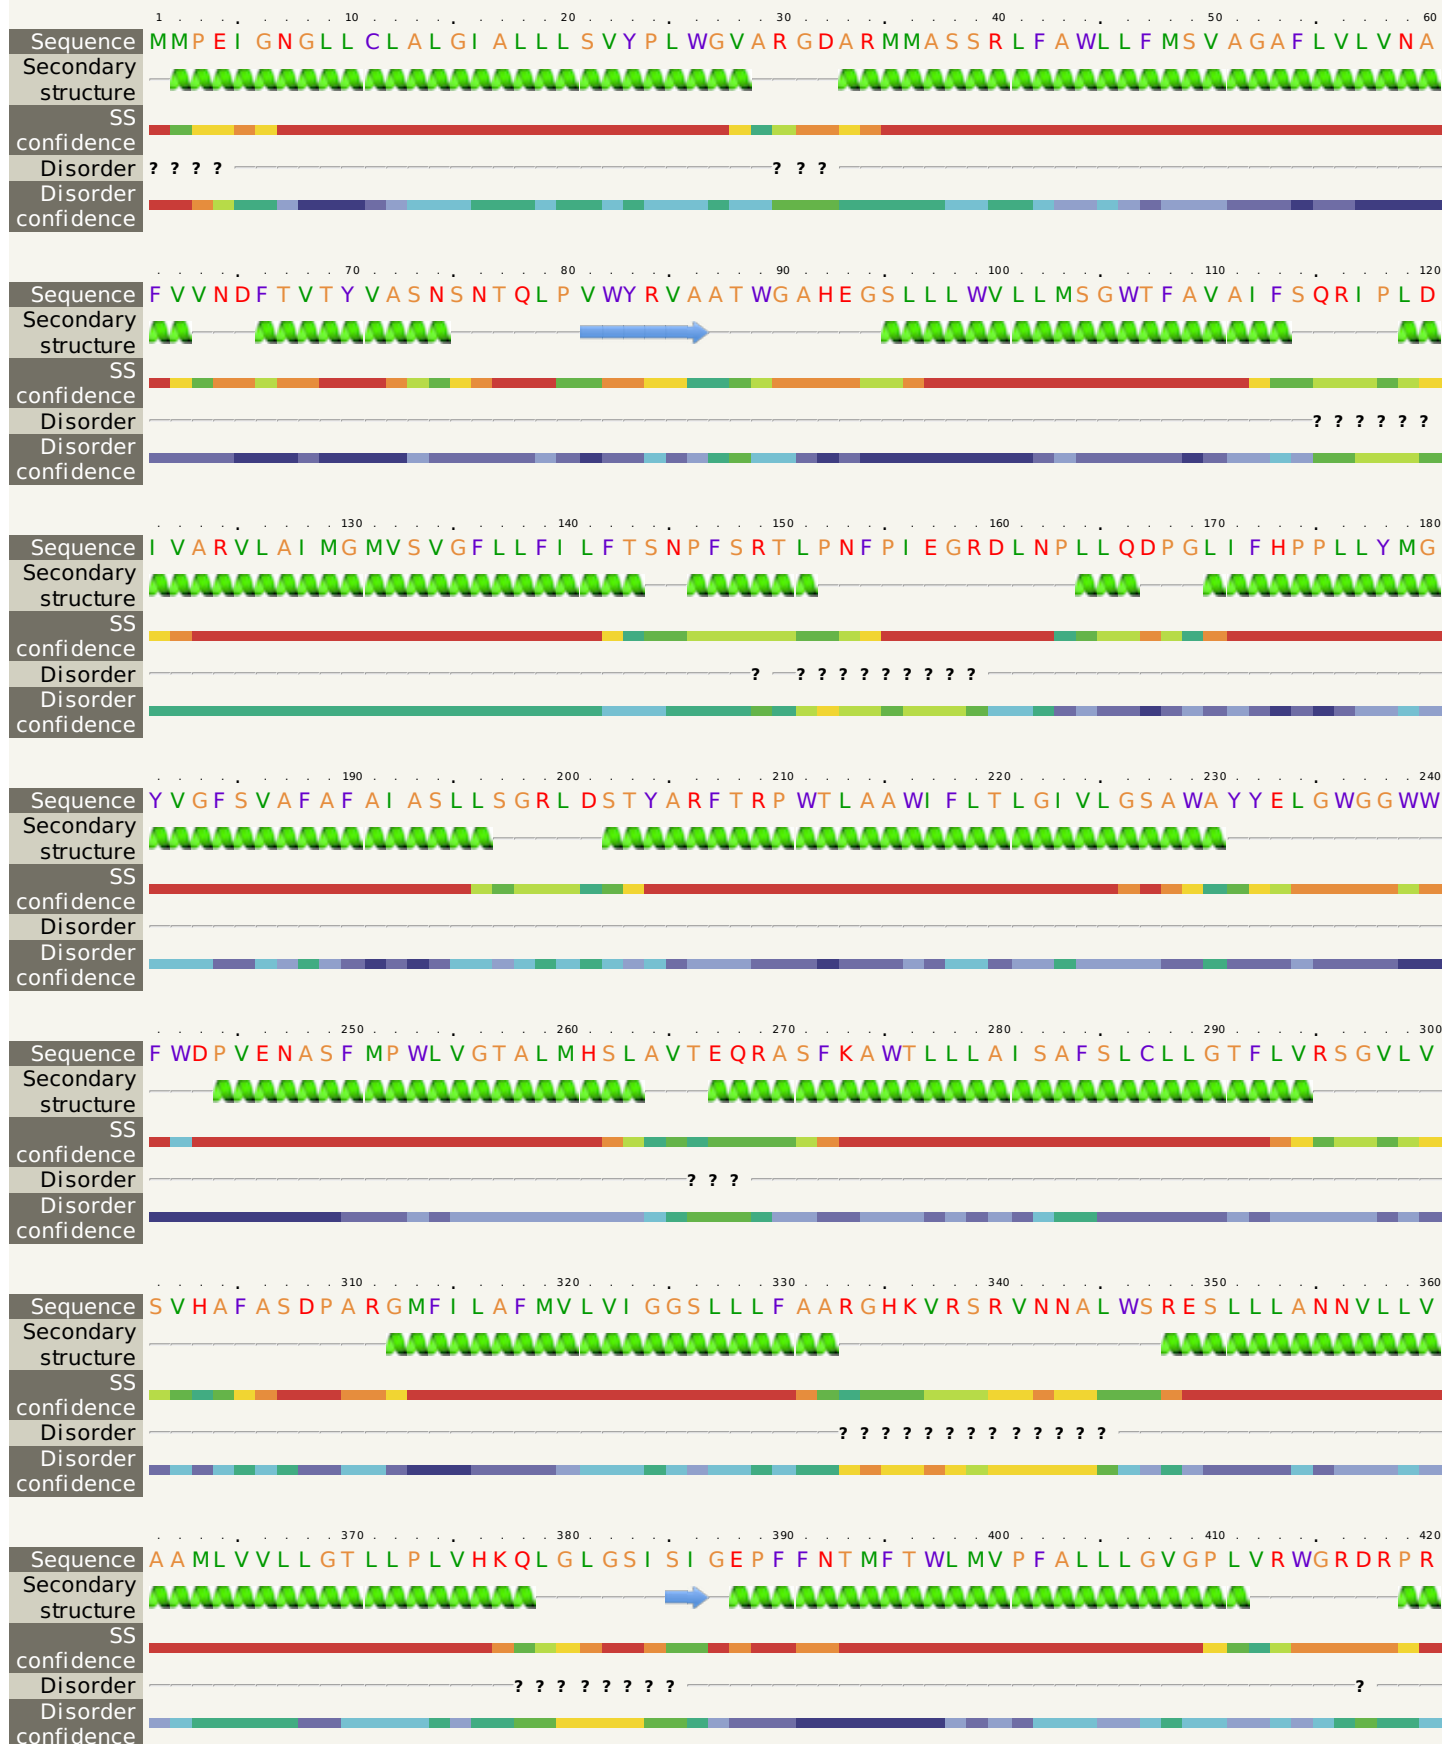 1 . . . . . . . . 10 . . . . . . . . . 20 . . . . . . . . . 30 . . . . . . . . . 40 . . . . . . . . . 50 . . . . . . . . . 60
Sequence MMPEIGNGLLCLALGIALLLSVYPLWGVARGDARMMASSRLFAWLLFMSVAGAFLVLVNA
Secondary
structure
SS
confidence
Disorder ? ? ? ? ? ? ?
Disorder
confidence
. . . . . . . . . 70 . . . . . . . . . 80 . . . . . . . . . 90 . . . . . . . . . 100 . . . . . . . . . 110 . . . . . . . . . 120
Sequence FVVNDFTVTYVASNSNTQLPVWYRVAATWGAHEGSLLLWVLLMSGWTFAVAIFSQRIPLD
Secondary
structure
SS
confidence
Disorder ? ? ? ? ? ?
Disorder
confidence
. . . . . . . . . 130 . . . . . . . . . 140 . . . . . . . . . 150 . . . . . . . . . 160 . . . . . . . . . 170 . . . . . . . . . 180
Sequence IVARVLAIMGMVSVGFLLFILFTSNPFSRTLPNFPIEGRDLNPLLQDPGLIFHPPLLYMG
Secondary
structure
SS
confidence
Disorder ? ? ? ? ? ? ? ? ? ?
Disorder
confidence
. . . . . . . . . 190 . . . . . . . . . 200 . . . . . . . . . 210 . . . . . . . . . 220 . . . . . . . . . 230 . . . . . . . . . 240
Sequence YVGFSVAFAFAIASLLSGRLDSTYARFTRPWTLAAWIFLTLGIVLGSAWAYYELGWGGWW
Secondary
structure
SS
confidence
Disorder
Disorder
confidence
. . . . . . . . . 250 . . . . . . . . . 260 . . . . . . . . . 270 . . . . . . . . . 280 . . . . . . . . . 290 . . . . . . . . . 300
Sequence FWDPVENASFMPWLVGTALMHSLAVTEQRASFKAWTLLLAISAFSLCLLGTFLVRSGVLV
Secondary
structure
SS
confidence
Disorder ? ? ?
Disorder
confidence
. . . . . . . . . 310 . . . . . . . . . 320 . . . . . . . . . 330 . . . . . . . . . 340 . . . . . . . . . 350 . . . . . . . . . 360
Sequence SVHAFASDPARGMFILAFMVLVIGGSLLLFAARGHKVRSRVNNALWSRESLLLANNVLLV
Secondary
structure
SS
confidence
Disorder ? ? ? ? ? ? ? ? ? ? ? ? ?
Disorder
confidence
. . . . . . . . . 370 . . . . . . . . . 380 . . . . . . . . . 390 . . . . . . . . . 400 . . . . . . . . . 410 . . . . . . . . . 420
Sequence AAMLVVLLGTLLPLVHKQLGLGSISIGEPFFNTMFTWLMVPFALLLGVGPLVRWGRDRPR
Secondary
structure
SS
confidence
Disorder ? ? ? ? ? ? ? ? ?
Disorder
confidence